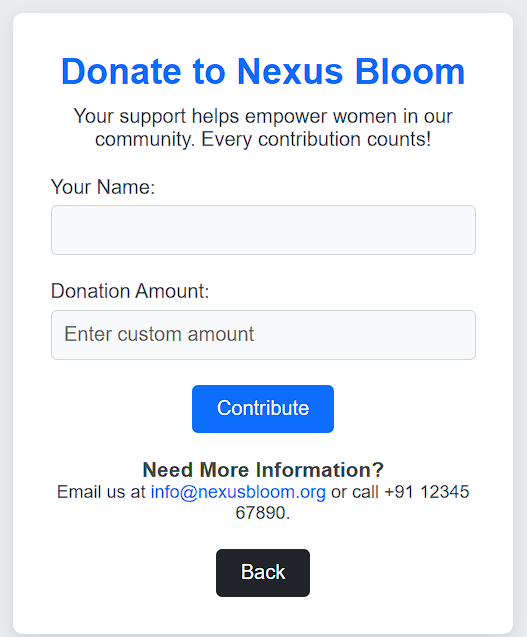 Donate to Nexus Bloom
Your support helps empower women in our
community. Every contribution counts!
Your Name:
Donation Amount:
Enter custom amount
Contribute
Need More Information?
Email us at info@nexusbloom.org or call +91 12345
67890.
Back